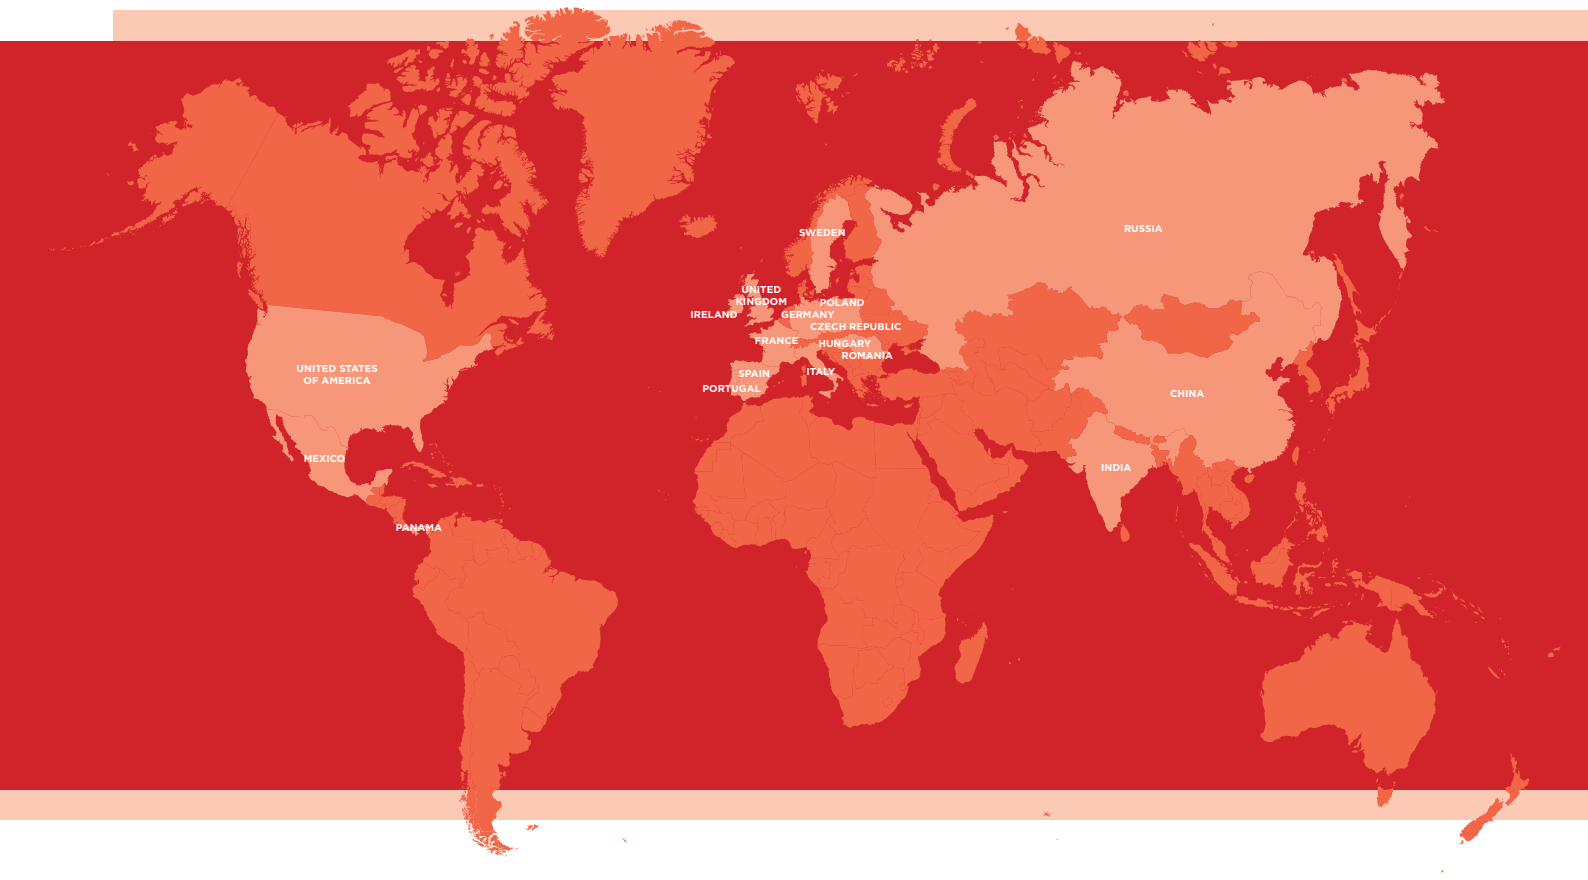 SWEDEN
RUSSIA
UNITED
KINGDOM
IRELAND
POLAND
GERMANY
CZECH REPUBLIC
FRANCE
HUNGARY
ROMANIA
SPAIN
ITALY
PORTUGAL
UNITED STATES
OF AMERICA
CHINA
MEXICO
INDIA
PANAMA